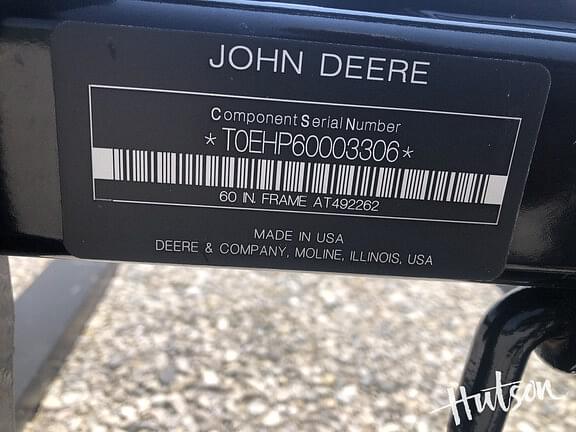 JOHN DEERE
Component Serial Number
*T0EHP60003306*
60 IN. FRAME AT492262
MADE IN USA
DEERE & COMPANY, MOLINE, ILLINOIS, USA
Hutson